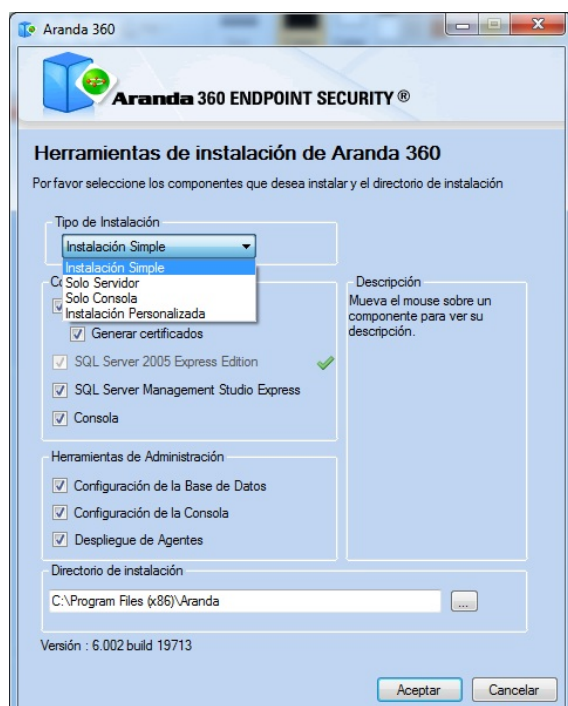 Aranda 360
Aranda 360 ENDPOINT SECURITY ®
Herramientas de instalación de Aranda 360
Por favor seleccione los componentes que desea instalar y el directorio de instalación
Tipo de Instalación
Instalación Simple
Instalación Simple
Solo Servidor
Solo Consola
Instalación Personalizada
Generar certificados
SQL Server 2005 Express Edition
SQL Server Management Studio Express
Consola
Descripción
Mueva el mouse sobre un
componente para ver su
descripción.
Herramientas de Administración
Configuración de la Base de Datos
Configuración de la Consola
Despliegue de Agentes
Directorio de instalación
C:\Program Files (x86)\Aranda
...
Versión : 6.002 build 19713
Aceptar
Cancelar